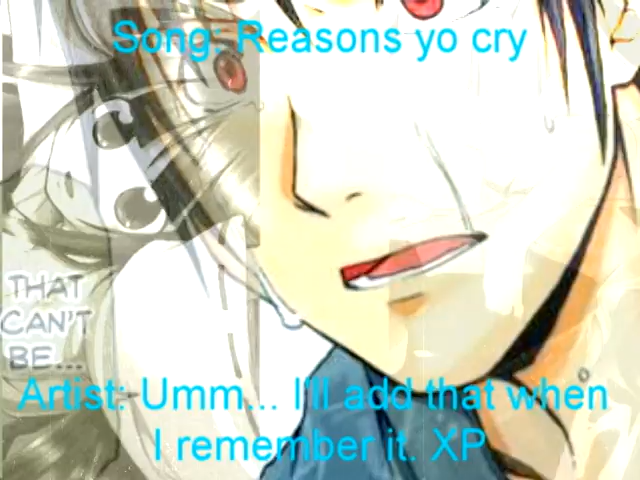 Song: Reasons yo cry
THAT
CAN'T
BE...
Artist: Umm... I'll add that when
I remember it. XP